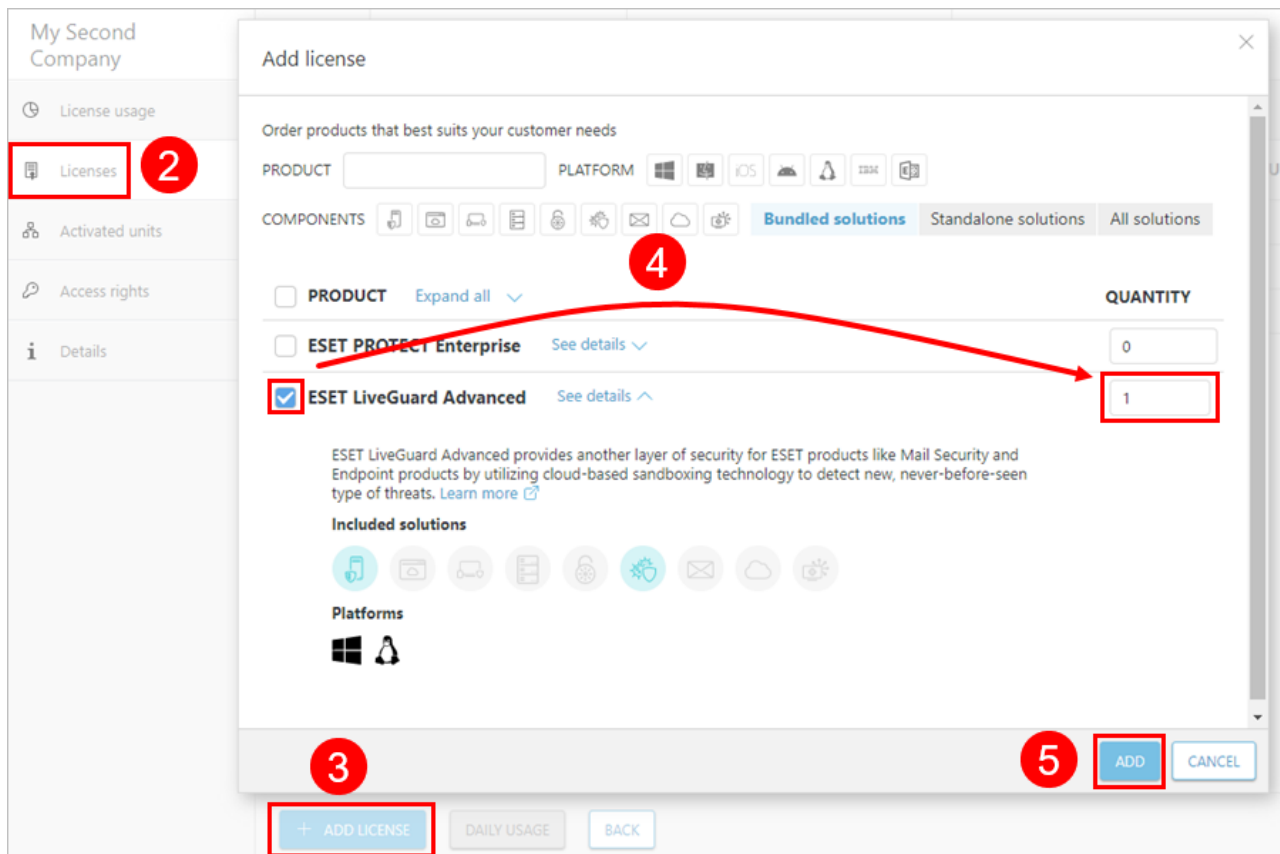 My Second
Company
License usage
Licenses
2
Activated units
Access rights
Details
Add license
Order products that best suits your customer needs
PRODUCT PLATFORM iOS IBM
COMPONENTS Bundled solutions Standalone solutions All solutions
4
PRODUCT Expand all QUANTITY
ESET PROTECT Enterprise See details 0
ESET LiveGuard Advanced See details 1
ESET LiveGuard Advanced provides another layer of security for ESET products like Mail Security and
Endpoint products by utilizing cloud-based sandboxing technology to detect new, never-before-seen
type of threats. Learn more
Included solutions
Platforms
3
5
ADD CANCEL
+ ADD LICENSE DAILY USAGE BACK